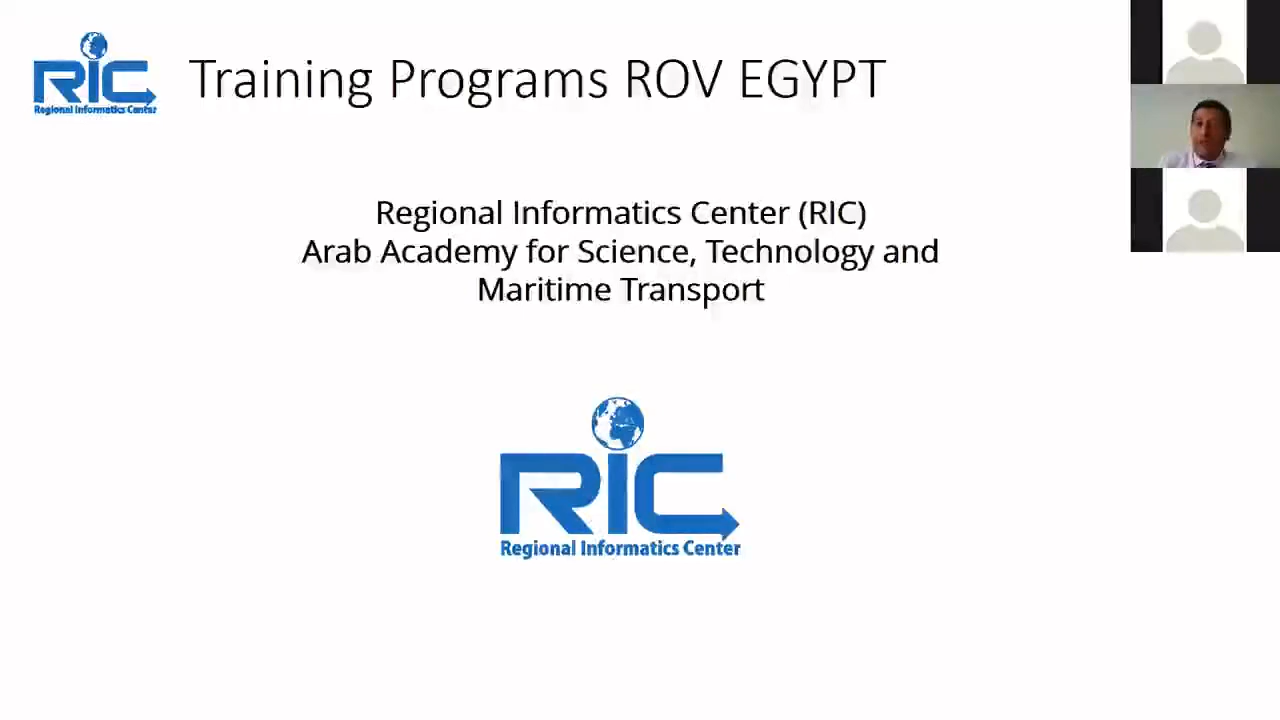 RIC
Regional Informatics Center
Training Programs ROV EGYPT
Regional Informatics Center (RIC)
Arab Academy for Science, Technology and
Maritime Transport
RIC
Regional Informatics Center